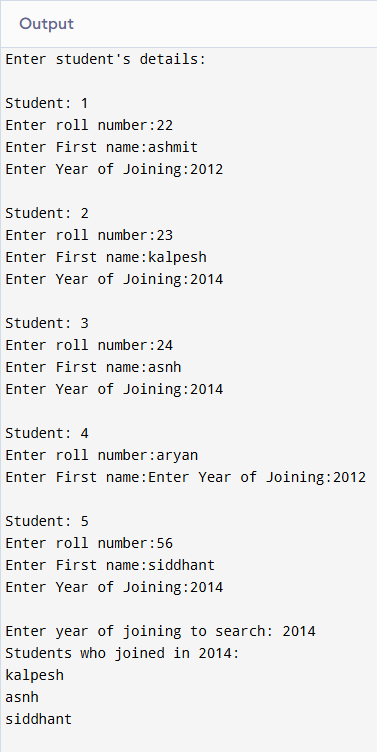 Output
Enter student's details:
Student: 1
Enter roll number:22
Enter First name:ashmit
Enter Year of Joining:2012
Student: 2
Enter roll number:23
Enter First name:kalpesh
Enter Year of Joining:2014
Student: 3
Enter roll number:24
Enter First name:asnh
Enter Year of Joining:2014
Student: 4
Enter roll number:aryan
Enter First name:Enter Year of Joining:2012
Student: 5
Enter roll number:56
Enter First name:siddhant
Enter Year of Joining:2014
Enter year of joining to search: 2014
Students who joined in 2014:
kalpesh
asnh
siddhant